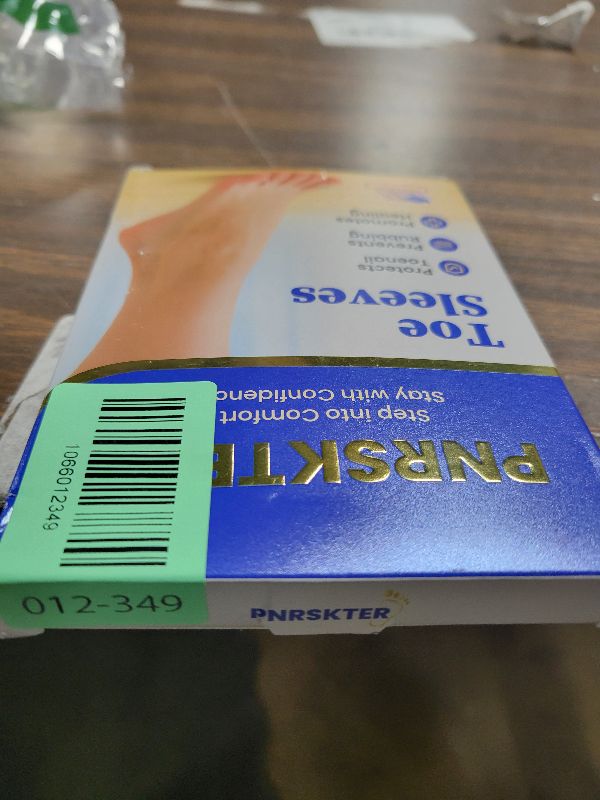 PNRSKTE
Step into Comfort
Stay with Confidenc
Toe
Sleeves
Protects
Toenail
Prevents
Rubbing
Promotes
Healing
1066012349
012-349
PNRSKTER